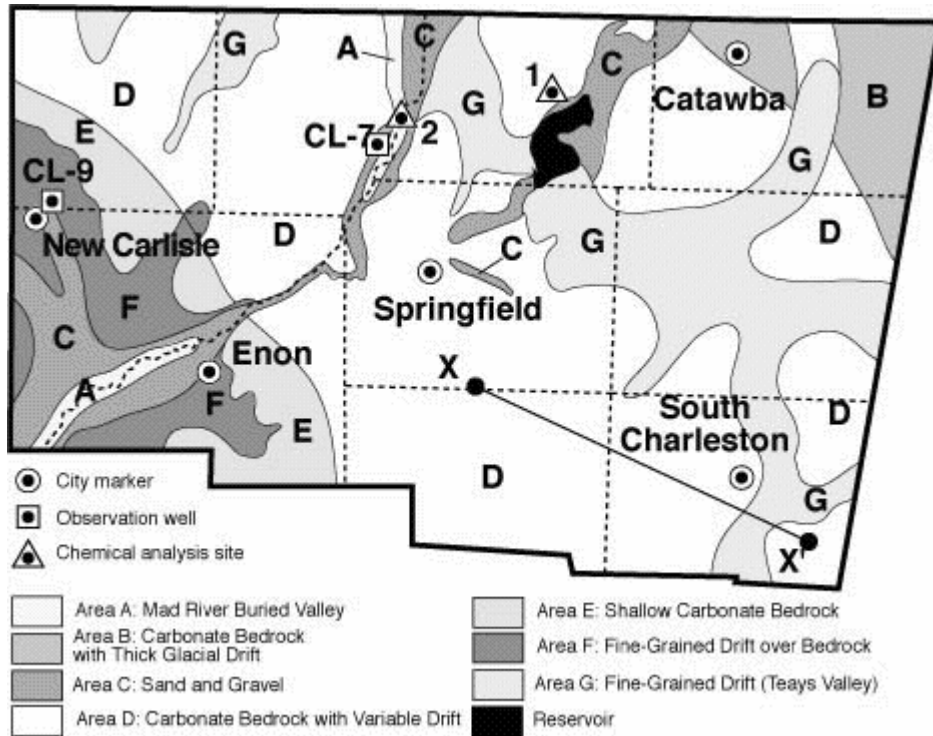 G
A
C
1
C
D
G
Catawba
B
E
CL-7
2
G
CL-9
New Carlisle
D
G
D
C
F
Springfield
C
Enon
X
A
F
South
Charleston
D
E
D
G
X'
City marker
Observation well
Chemical analysis site
Area A: Mad River Buried Valley
Area B: Carbonate Bedrock
with Thick Glacial Drift
Area C: Sand and Gravel
Area D: Carbonate Bedrock with Variable Drift
Area E: Shallow Carbonate Bedrock
Area F: Fine-Grained Drift over Bedrock
Area G: Fine-Grained Drift (Teays Valley)
Reservoir